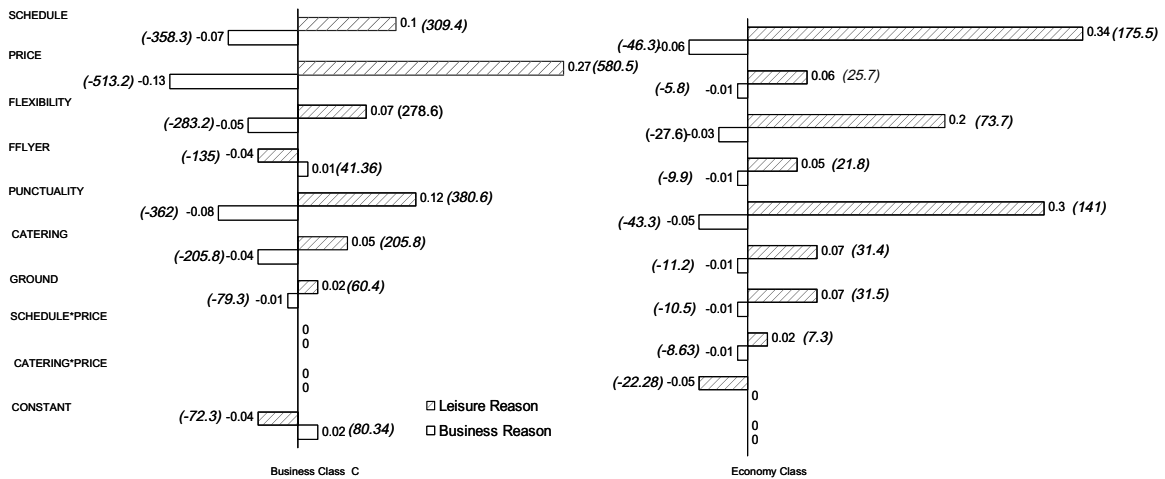 SCHEDULE
0.1 (309.4)
0.34 (175.5)
(-358.3) -0.07
(-46.3)-0.06
PRICE
0.27 (580.5)
0.06 (25.7)
(-513.2) -0.13
(-5.8) -0.01
FLEXIBILITY
0.07 (278.6)
0.2 (73.7)
(-283.2) -0.05
(-27.6)-0.03
FFLYER
(-135) -0.04
0.05 (21.8)
0.01 (41.36)
(-9.9) -0.01
PUNCTUALITY
0.12 (380.6)
0.3 (141)
(-362) -0.08
(-43.3) -0.05
CATERING
0.05 (205.8)
0.07 (31.4)
(-205.8) -0.04
(-11.2) -0.01
GROUND
0.02 (60.4)
0.07 (31.5)
(-79.3) -0.01
(-10.5) -0.01
SCHEDULE*PRICE
0
0.02 (7.3)
0
(-8.63) -0.01
CATERING*PRICE
0
(-22.28) -0.05
0
0
CONSTANT
(-72.3) -0.04
0
0.02 (80.34)
0
Leisure Reason
Business Reason
Business Class C
Economy Class